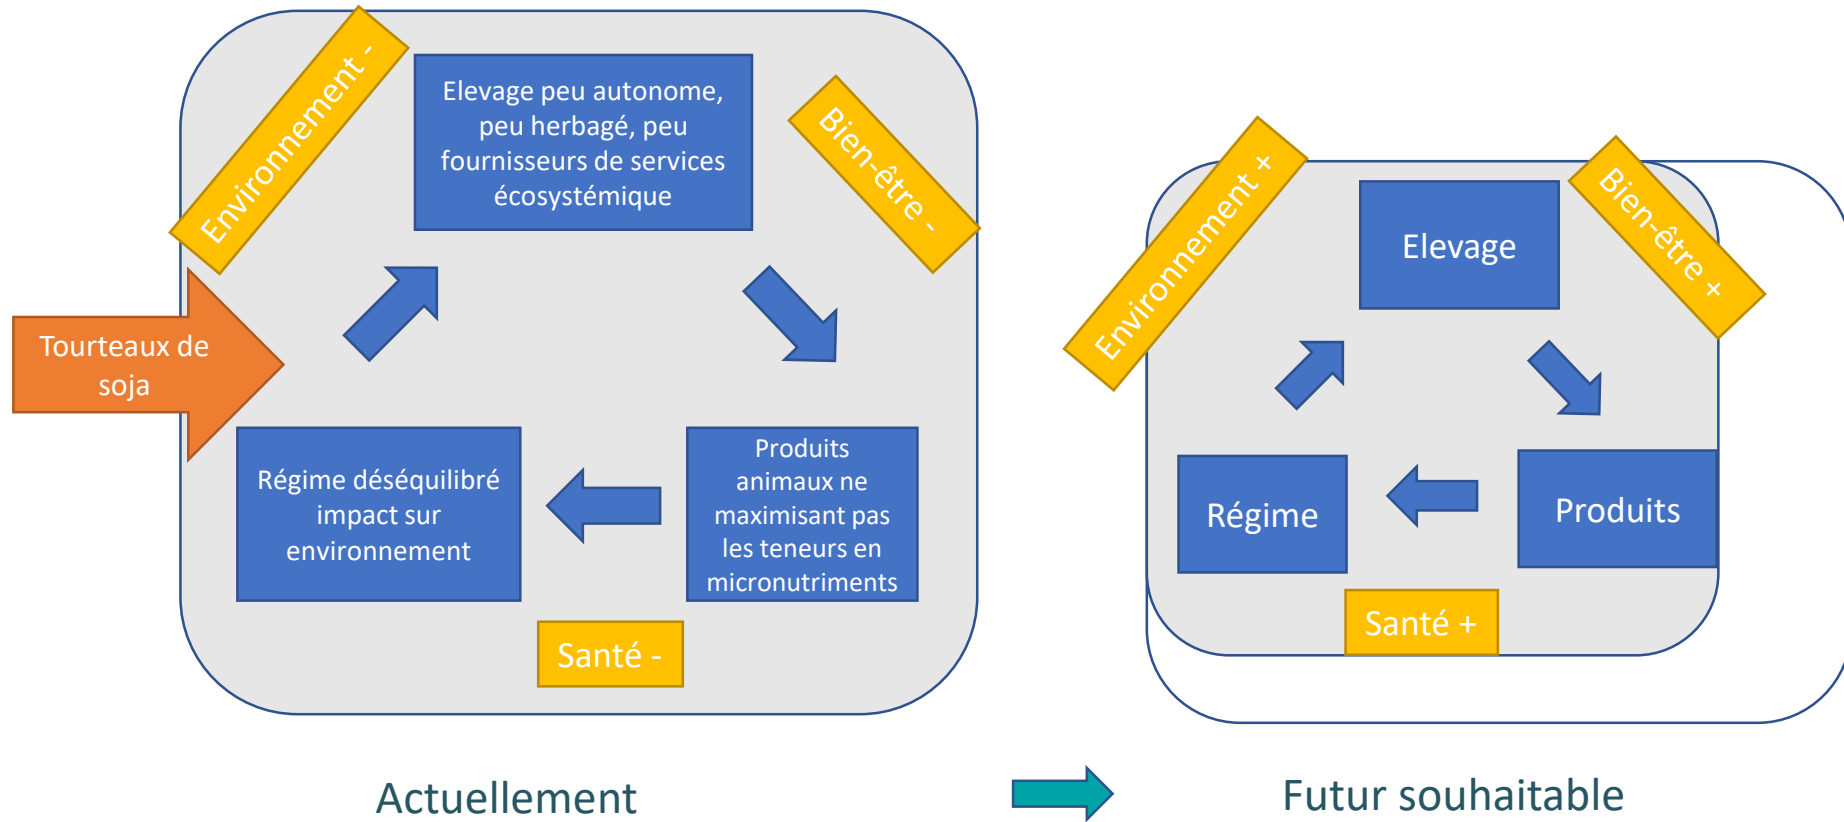 Environnement -
Elevage peu autonome,
peu herbagé, peu
fournisseurs de services
écosystémique
Bien-être -
Tourteaux de
soja
Régime déséquilibré
impact sur
environnement
Produits
animaux ne
maximisant pas
les teneurs en
micronutriments
Santé -
Actuellement
Environnement +
Elevage
Bien-être +
Régime
Produits
Santé +
Futur souhaitable